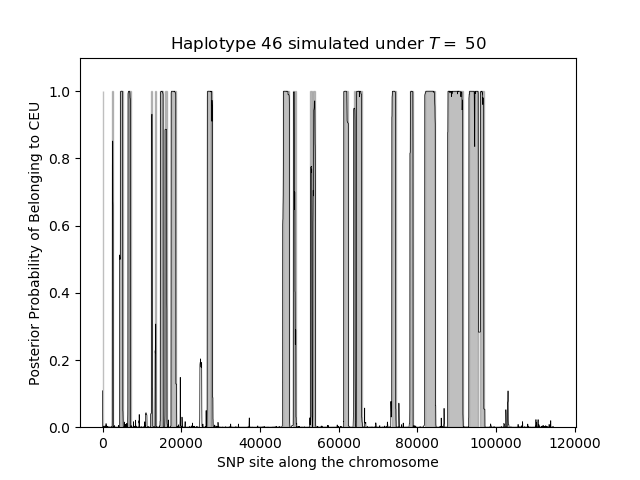 Haplotype 46 simulated under T = 50
Posterior Probability of Belonging to CEU
1.0
0.8
0.6
0.4
0.2
0.0
0 20000 40000 60000 80000 100000 120000
SNP site along the chromosome